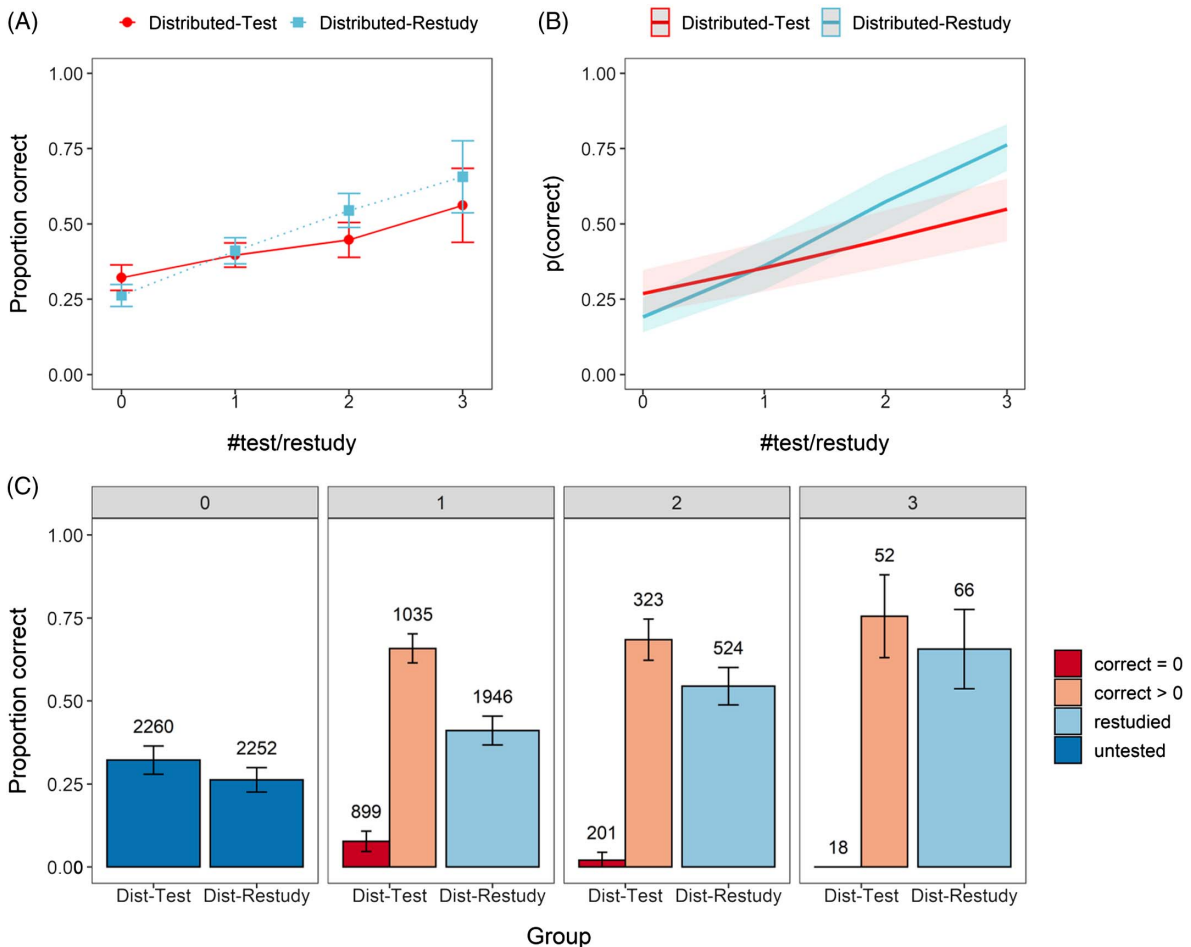 (A) Distributed-Test Distributed-Restudy
Proportion correct
1.00
0.75
0.50
0.25
0.00
0 1 2 3
#test/restudy
(B) Distributed-Test Distributed-Restudy
p(correct)
1.00
0.75
0.50
0.25
0.00
0 1 2 3
#test/restudy
(C)
0 1 2 3
Proportion correct
1.00
0.75
0.50
0.25
0.00
2260 2252
899 1035 1946
201 323 524
18 52 66
Dist-Test Dist-Restudy Dist-Test Dist-Restudy Dist-Test Dist-Restudy Dist-Test Dist-Restudy
Group
correct = 0
correct > 0
restudied
untested